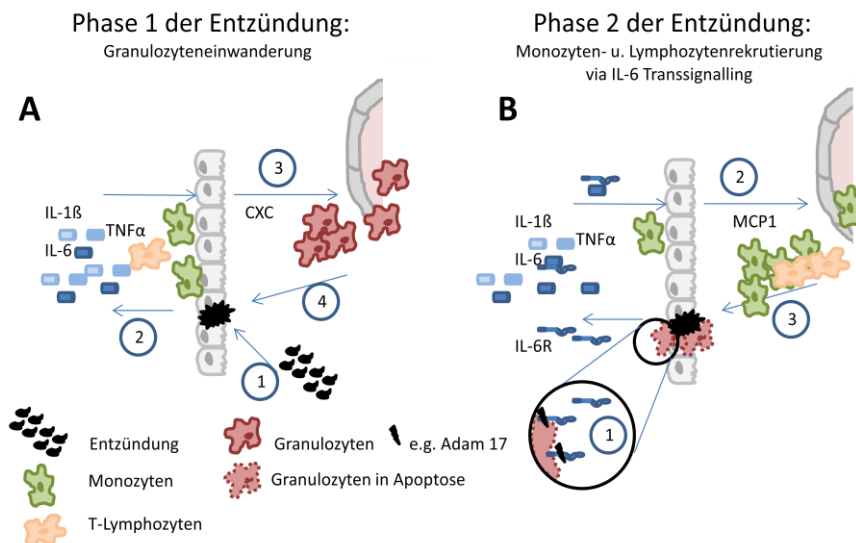 Phase 1 der Entzündung:
Granulozyteneinwanderung
A
3
CXC
IL-1ß
TNFα
IL-6
4
2
1
Phase 2 der Entzündung:
Monozyten- u. Lymphozytenrekrutierung
via IL-6 Transsignalling
B
2
MCP1
IL-1ß
TNFα
IL-6
3
IL-6R
1
Entzündung
Granulozyten
e.g. Adam 17
Monozyten
Granulozyten in Apoptose
T-Lymphozyten